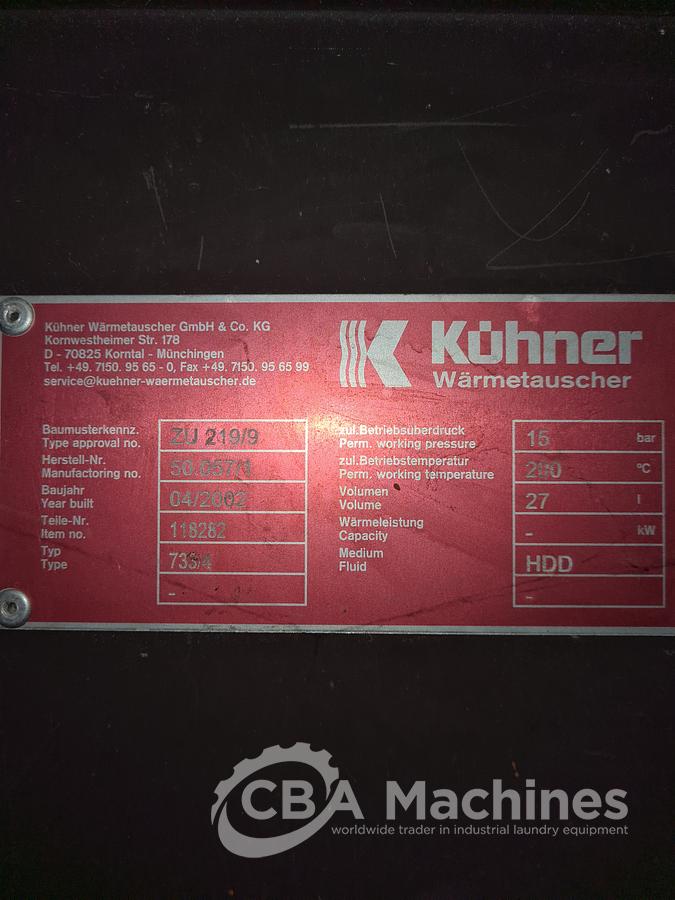 Kühner Wärmetauscher GmbH & Co. KG
Kornwestheimer Str. 178
D - 70825 Korntal - Münchingen
Tel. +49. 7150. 95 65 - 0, Fax +49. 7150. 95 65 99
service@kuehner-waermetauscher.de
Kühner
Wärmetauscher
Baumusterkennz.
Type approval no.
ZU 219/9
Herstell-Nr.
Manufactoring no.
50.057/1
Baujahr
Year built
04/2002
Teile-Nr.
Item no.
118282
Typ
Type
-
zul.Betriebsüberdruck
Perm. working pressure
15 bar
zul.Betriebstemperatur
Perm. working temperature
°C
Volumen
Volume
27 l
Wärmeleistung
Capacity
- kW
Medium
Fluid
HDD
-
CBA Machines
worldwide trader in industrial laundry equipment